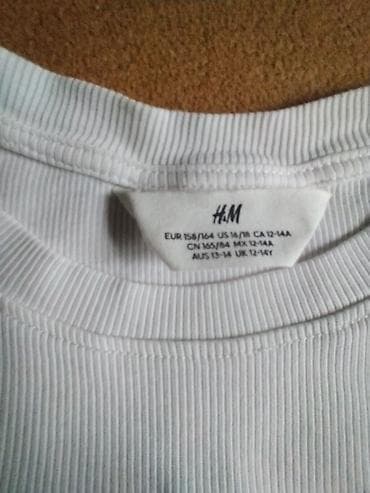 H&M
EUR 158/164 US 16/18 CA 12-14A
CN 165/84 MX 12-14A
AUS 13-14 UK 12-14Y